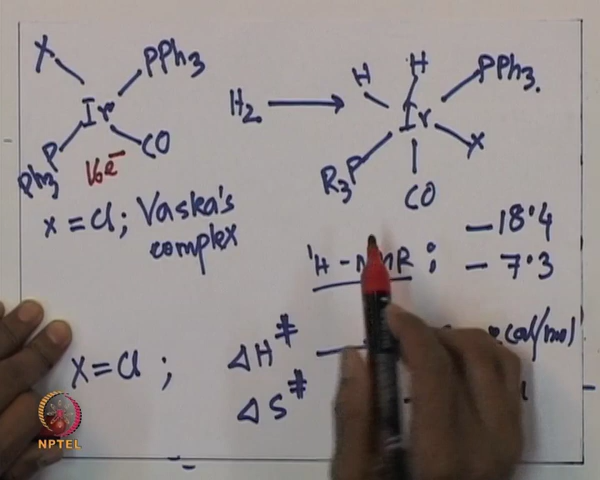 X PPh3 H H PPh3.
Ir H2 Ir
Ph3P CO R3P X
16e⁻ CO
X = Cl; Vaska's
complex
-18.4
¹H-NMR; -7.3
X = Cl; ΔH‡ cal/mol
ΔS‡
NPTEL